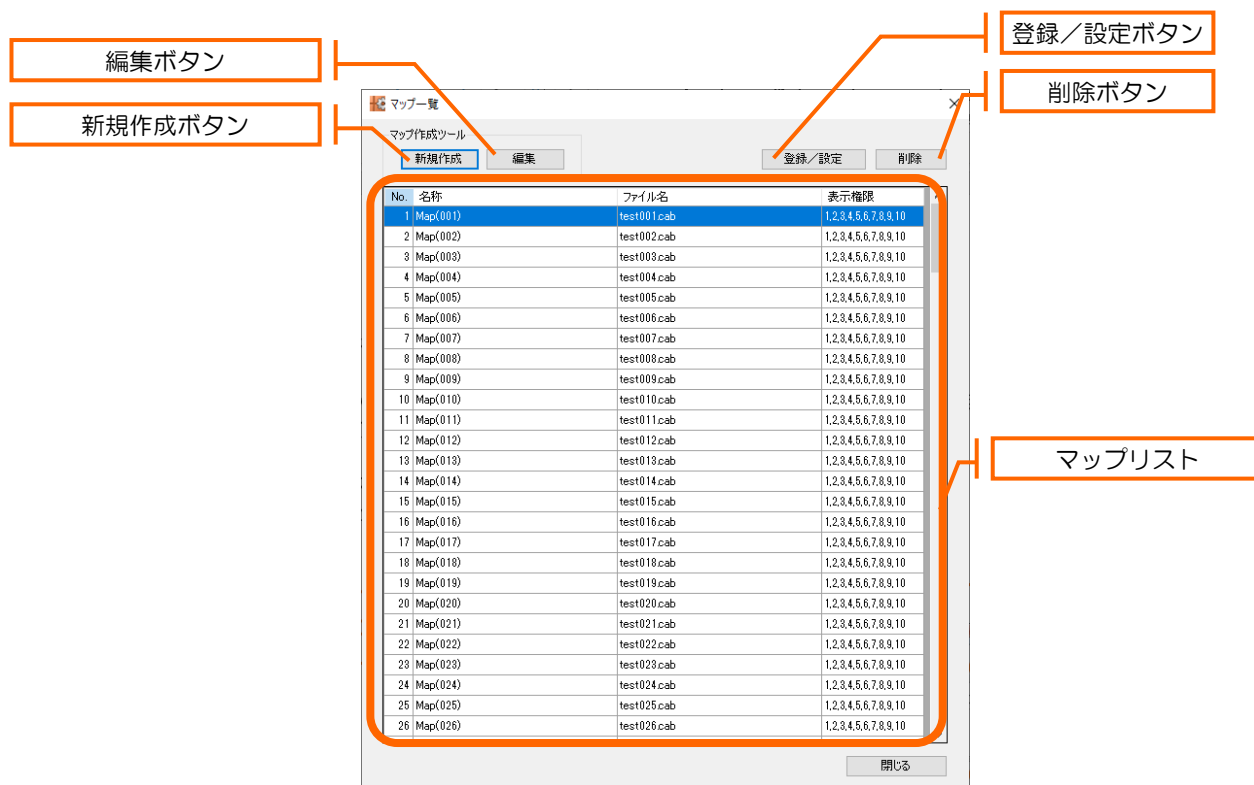 登録／設定ボタン
編集ボタン
削除ボタン
新規作成ボタン
マップ一覧
マップ作成ツール
新規作成 編集 登録／設定 削除
No. 名称 ファイル名 表示権限
1 Map(001) test001.cab 1,2,3,4,5,6,7,8,9,10
2 Map(002) test002.cab 1,2,3,4,5,6,7,8,9,10
3 Map(003) test003.cab 1,2,3,4,5,6,7,8,9,10
4 Map(004) test004.cab 1,2,3,4,5,6,7,8,9,10
5 Map(005) test005.cab 1,2,3,4,5,6,7,8,9,10
6 Map(006) test006.cab 1,2,3,4,5,6,7,8,9,10
7 Map(007) test007.cab 1,2,3,4,5,6,7,8,9,10
8 Map(008) test008.cab 1,2,3,4,5,6,7,8,9,10
9 Map(009) test009.cab 1,2,3,4,5,6,7,8,9,10
10 Map(010) test010.cab 1,2,3,4,5,6,7,8,9,10
11 Map(011) test011.cab 1,2,3,4,5,6,7,8,9,10
12 Map(012) test012.cab 1,2,3,4,5,6,7,8,9,10
13 Map(013) test013.cab 1,2,3,4,5,6,7,8,9,10
マップリスト
14 Map(014) test014.cab 1,2,3,4,5,6,7,8,9,10
15 Map(015) test015.cab 1,2,3,4,5,6,7,8,9,10
16 Map(016) test016.cab 1,2,3,4,5,6,7,8,9,10
17 Map(017) test017.cab 1,2,3,4,5,6,7,8,9,10
18 Map(018) test018.cab 1,2,3,4,5,6,7,8,9,10
19 Map(019) test019.cab 1,2,3,4,5,6,7,8,9,10
20 Map(020) test020.cab 1,2,3,4,5,6,7,8,9,10
21 Map(021) test021.cab 1,2,3,4,5,6,7,8,9,10
22 Map(022) test022.cab 1,2,3,4,5,6,7,8,9,10
23 Map(023) test023.cab 1,2,3,4,5,6,7,8,9,10
24 Map(024) test024.cab 1,2,3,4,5,6,7,8,9,10
25 Map(025) test025.cab 1,2,3,4,5,6,7,8,9,10
26 Map(026) test026.cab 1,2,3,4,5,6,7,8,9,10
閉じる